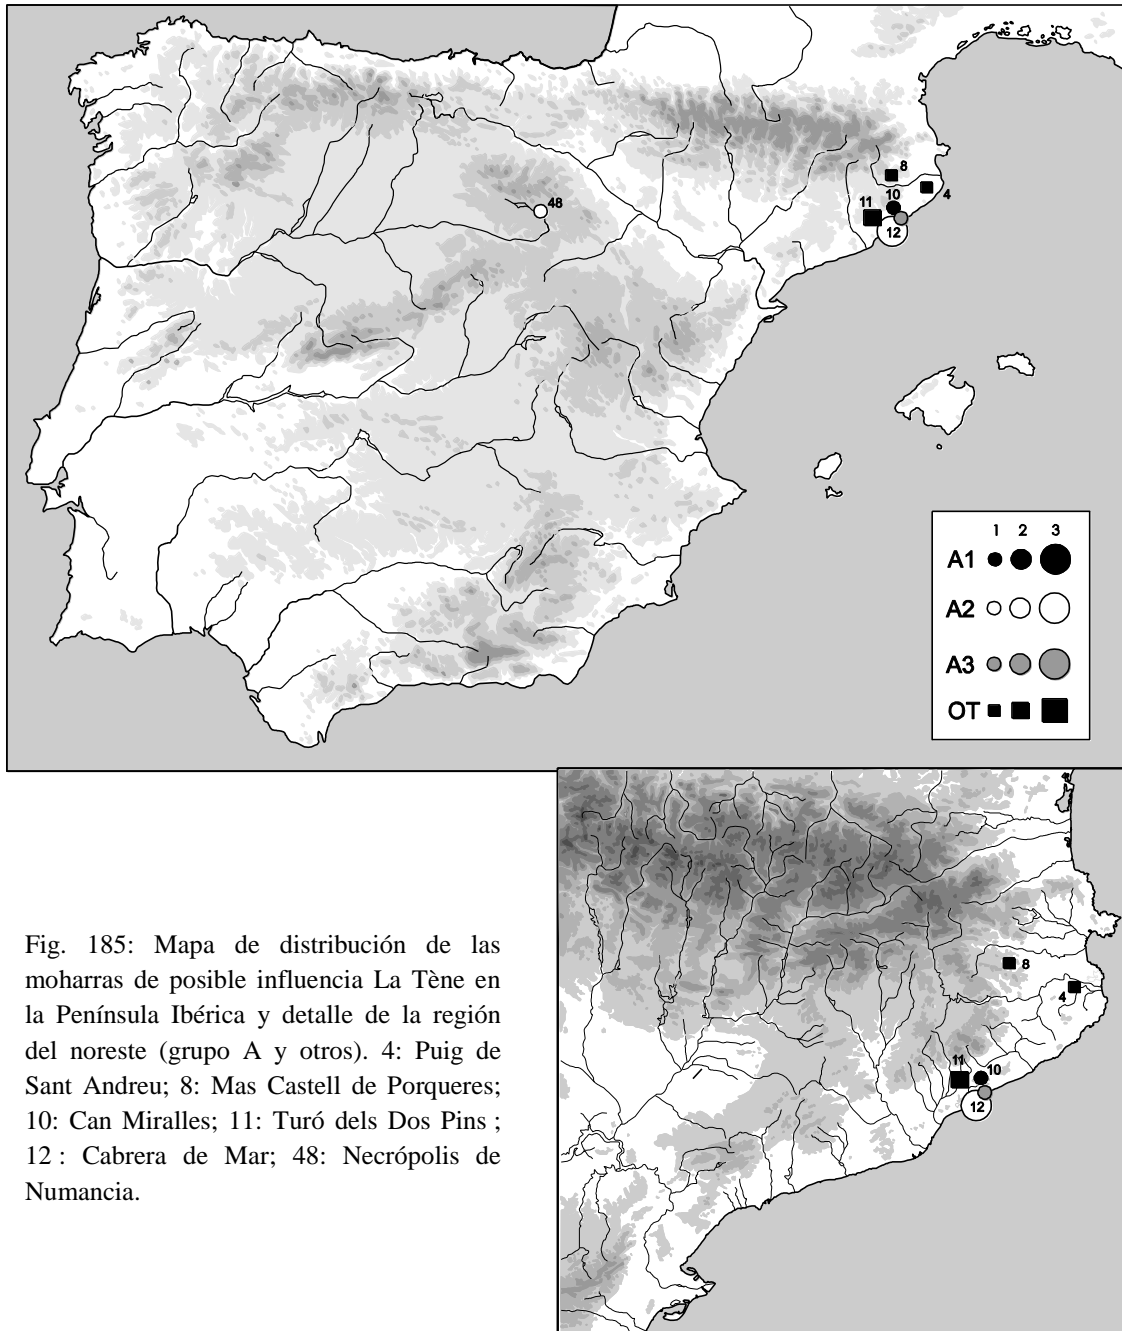 8
4
10
11
12
48
1 2 3
A1
A2
A3
OT
8
4
11
10
12
Fig. 185: Mapa de distribución de las
moharras de posible influencia La Tène en
la Península Ibérica y detalle de la región
del noreste (grupo A y otros). 4: Puig de
Sant Andreu; 8: Mas Castell de Porqueres;
10: Can Miralles; 11: Turó dels Dos Pins ;
12 : Cabrera de Mar; 48: Necrópolis de
Numancia.